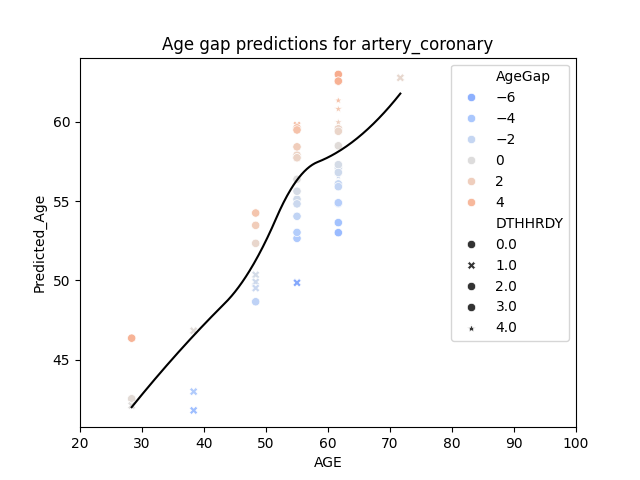 Age gap predictions for artery_coronary
Predicted_Age
60
55
50
45
20 30 40 50 60 70 80 90 100
AGE
AgeGap
−6
−4
−2
0
2
4
DTHHRDY
0.0
1.0
2.0
3.0
4.0